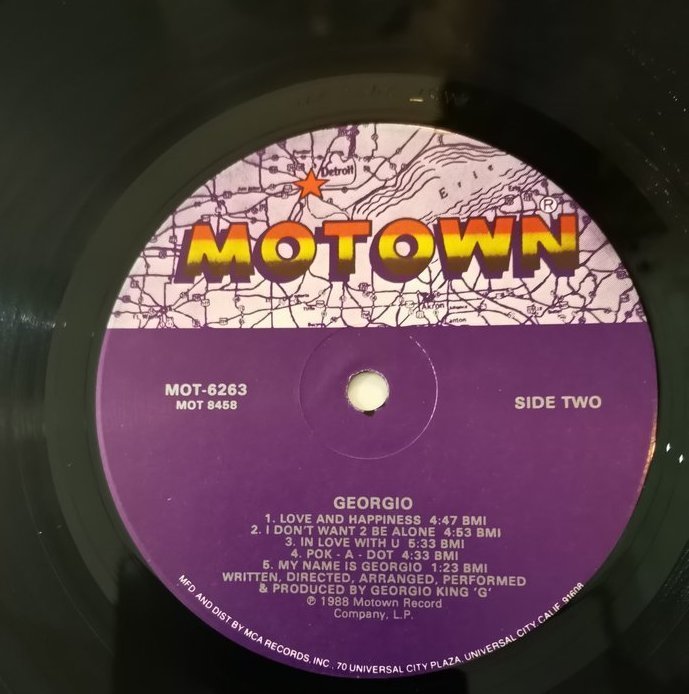 Detroit
Erie
MOTOWN®
Akron
Canton
MOT-6263
MOT 8458
SIDE TWO
GEORGIO
1. LOVE AND HAPPINESS 4:47 BMI
2. I DON'T WANT 2 BE ALONE 4:53 BMI
3. IN LOVE WITH U 5:33 BMI
4. POK - A - DOT 4:33 BMI
5. MY NAME IS GEORGIO 1:23 BMI
WRITTEN, DIRECTED, ARRANGED, PERFORMED
& PRODUCED BY GEORGIO KING 'G'
℗ 1988 Motown Record
Company, L.P.
MFD. AND DIST. BY MCA RECORDS, INC. 70 UNIVERSAL CITY PLAZA, UNIVERSAL CITY, CALIF. 91608